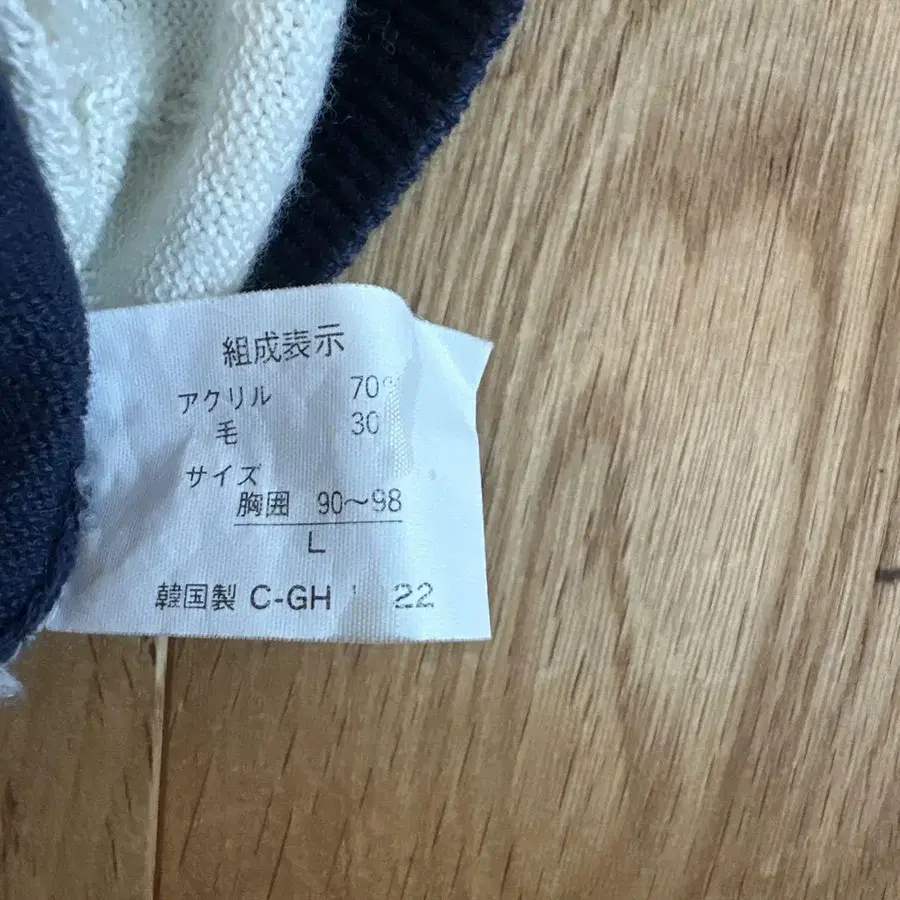 組成表示
アクリル 70%
毛 30
サイズ
胸囲 90～98
L
韓国製 C-GH 22